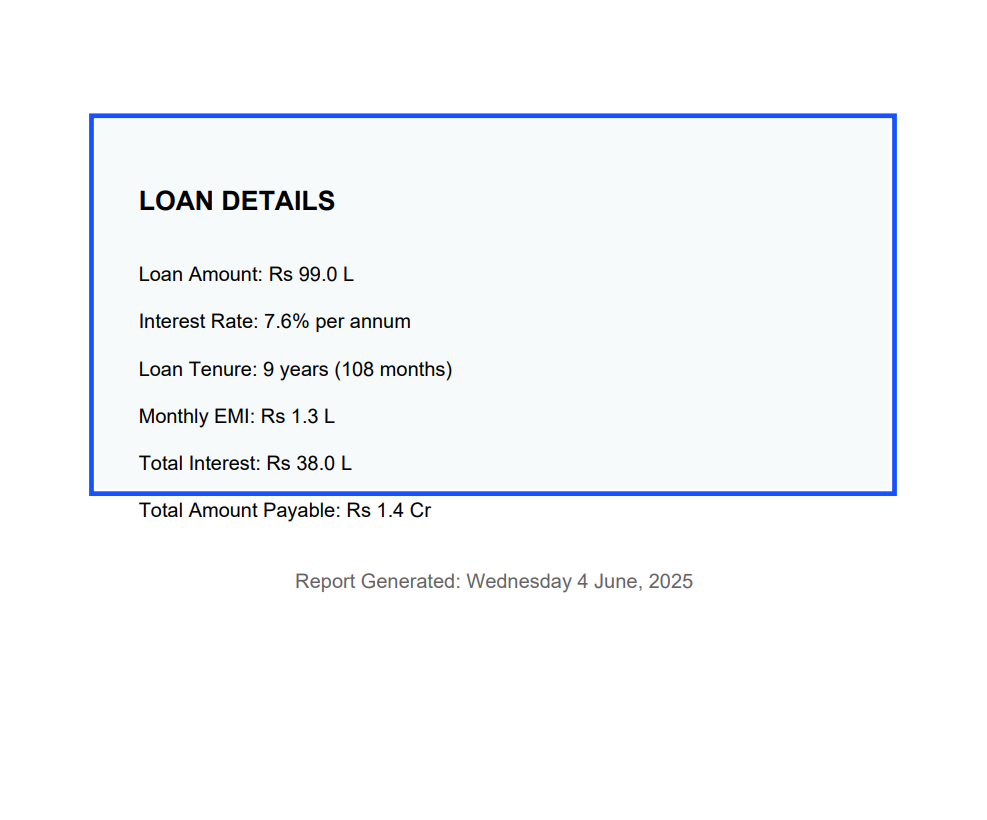 LOAN DETAILS
Loan Amount: Rs 99.0 L
Interest Rate: 7.6% per annum
Loan Tenure: 9 years (108 months)
Monthly EMI: Rs 1.3 L
Total Interest: Rs 38.0 L
Total Amount Payable: Rs 1.4 Cr
Report Generated: Wednesday 4 June, 2025